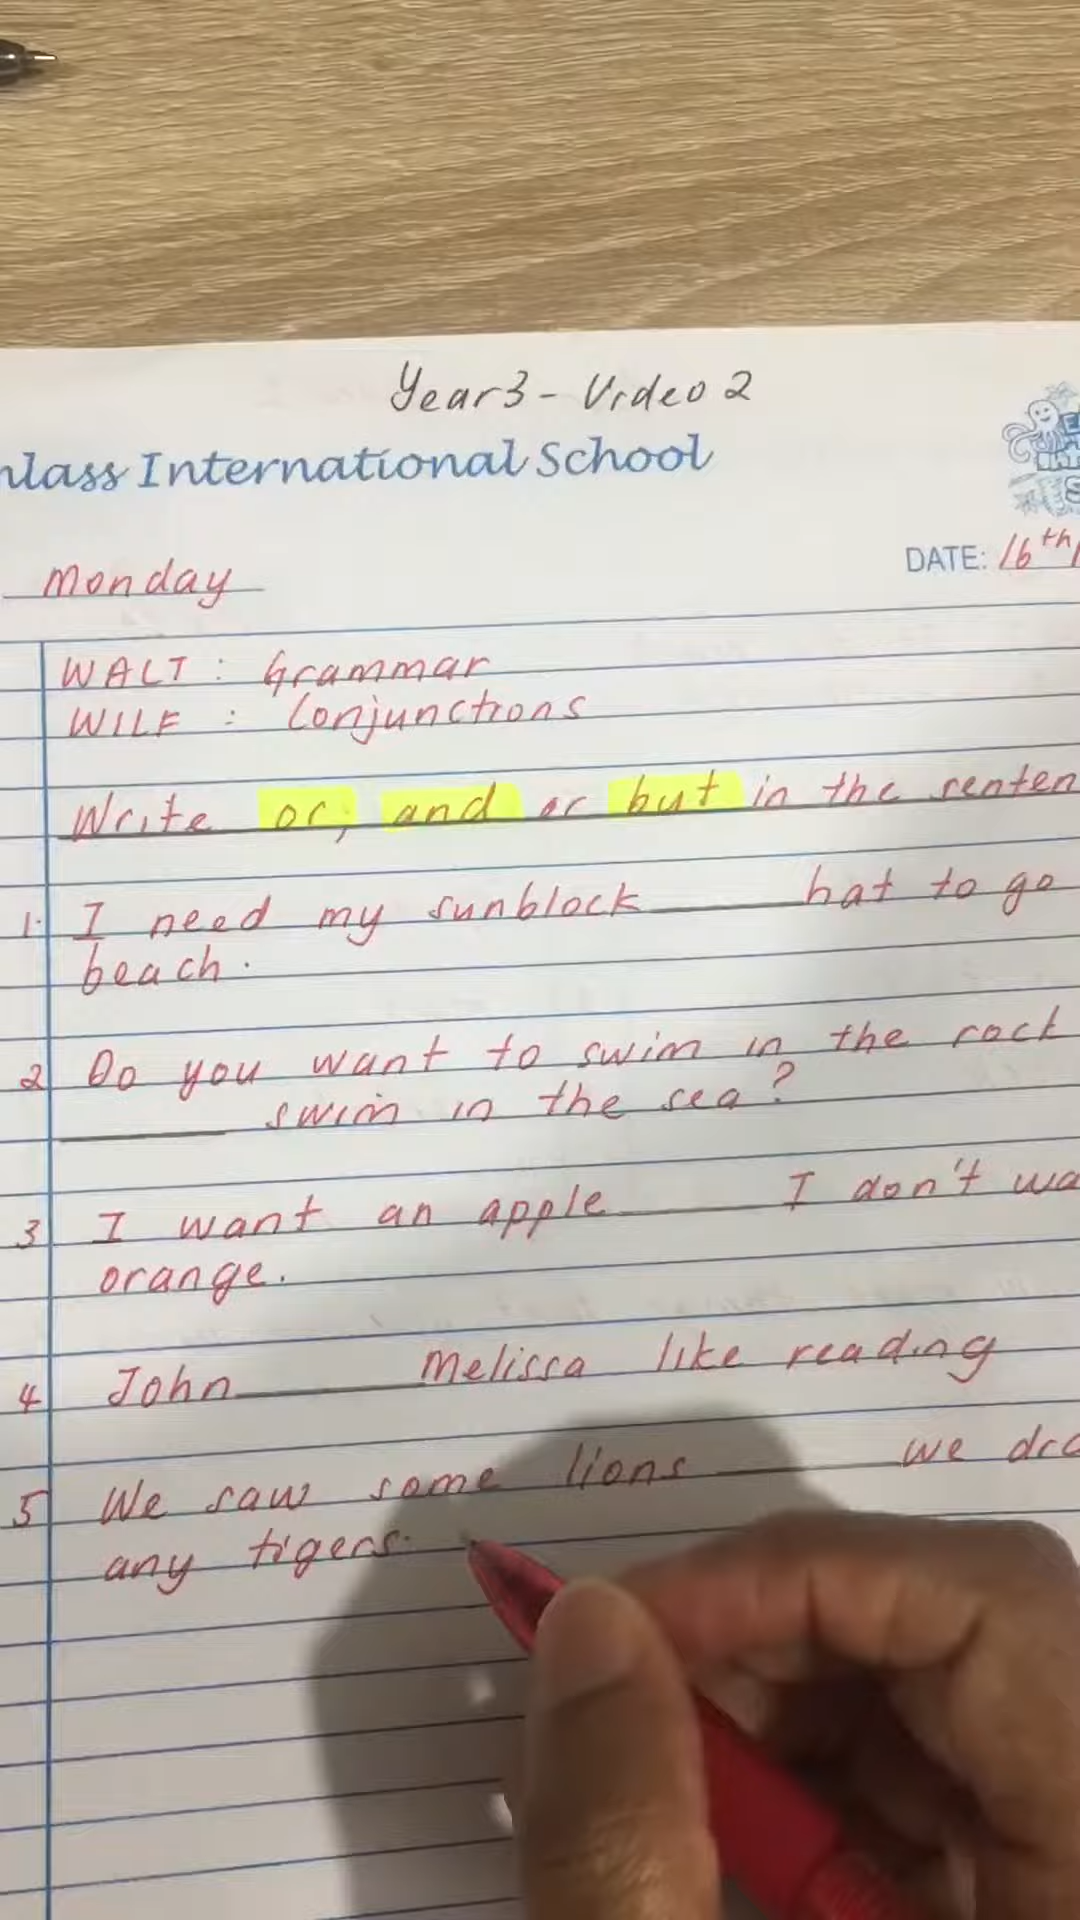 Year 3 - Video 2
nlass International School
monday
DATE: 16th
WALT : Grammar
WILF : Conjunctions
Write or, and or but in the senten
1. I need my sunblock ______ hat to go
beach.
2 Do you want to swim in the rock
______ swim in the sea?
3 I want an apple ______ I don't wa
orange.
4 John ______ Melissa like reading
5 We saw some lions ______ we
any tigers.